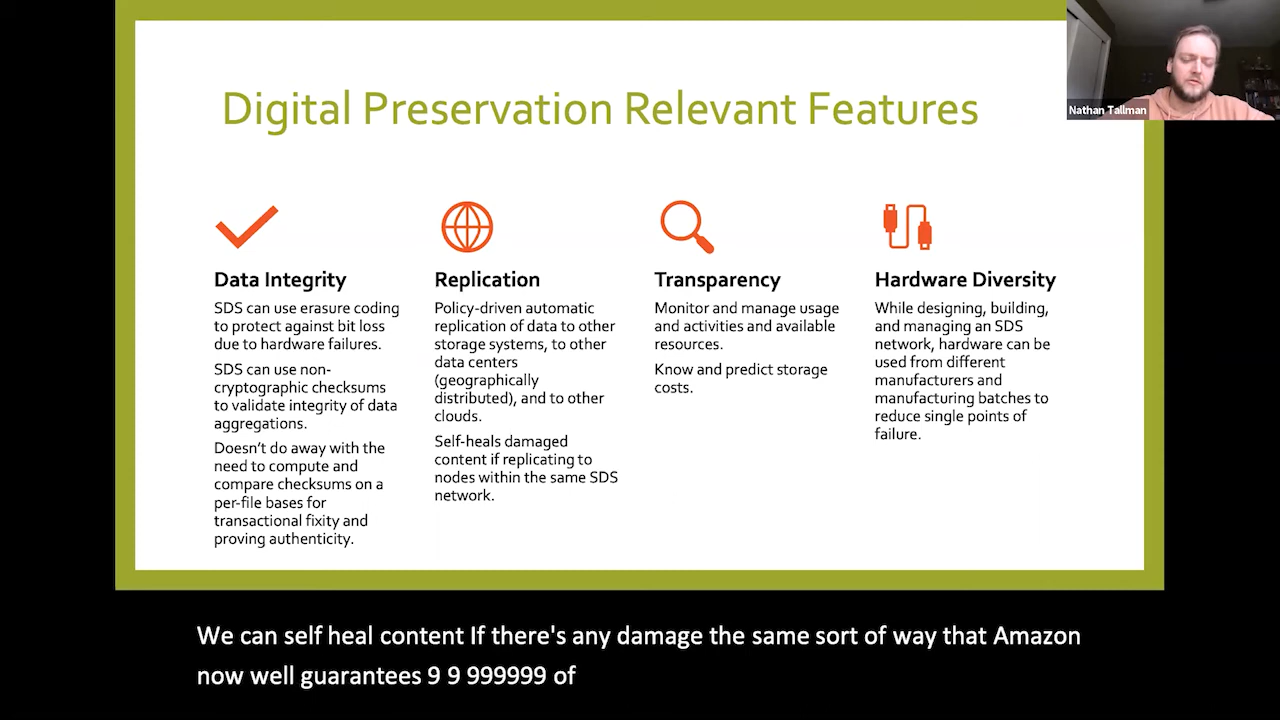 Digital Preservation Relevant Features
Nathan Tallman
Data Integrity
SDS can use erasure coding
to protect against bit loss
due to hardware failures.
SDS can use non-
cryptographic checksums
to validate integrity of data
aggregations.
Doesn't do away with the
need to compute and
compare checksums on a
per-file bases for
transactional fixity and
proving authenticity.
Replication
Policy-driven automatic
replication of data to other
storage systems, to other
data centers
(geographically
distributed), and to other
clouds.
Self-heals damaged
content if replicating to
nodes within the same SDS
network.
Transparency
Monitor and manage usage
and activities and available
resources.
Know and predict storage
costs.
Hardware Diversity
While designing, building,
and managing an SDS
network, hardware can be
used from different
manufacturers and
manufacturing batches to
reduce single points of
failure.
We can self heal content If there's any damage the same sort of way that Amazon
now well guarantees 9 9 999999 of